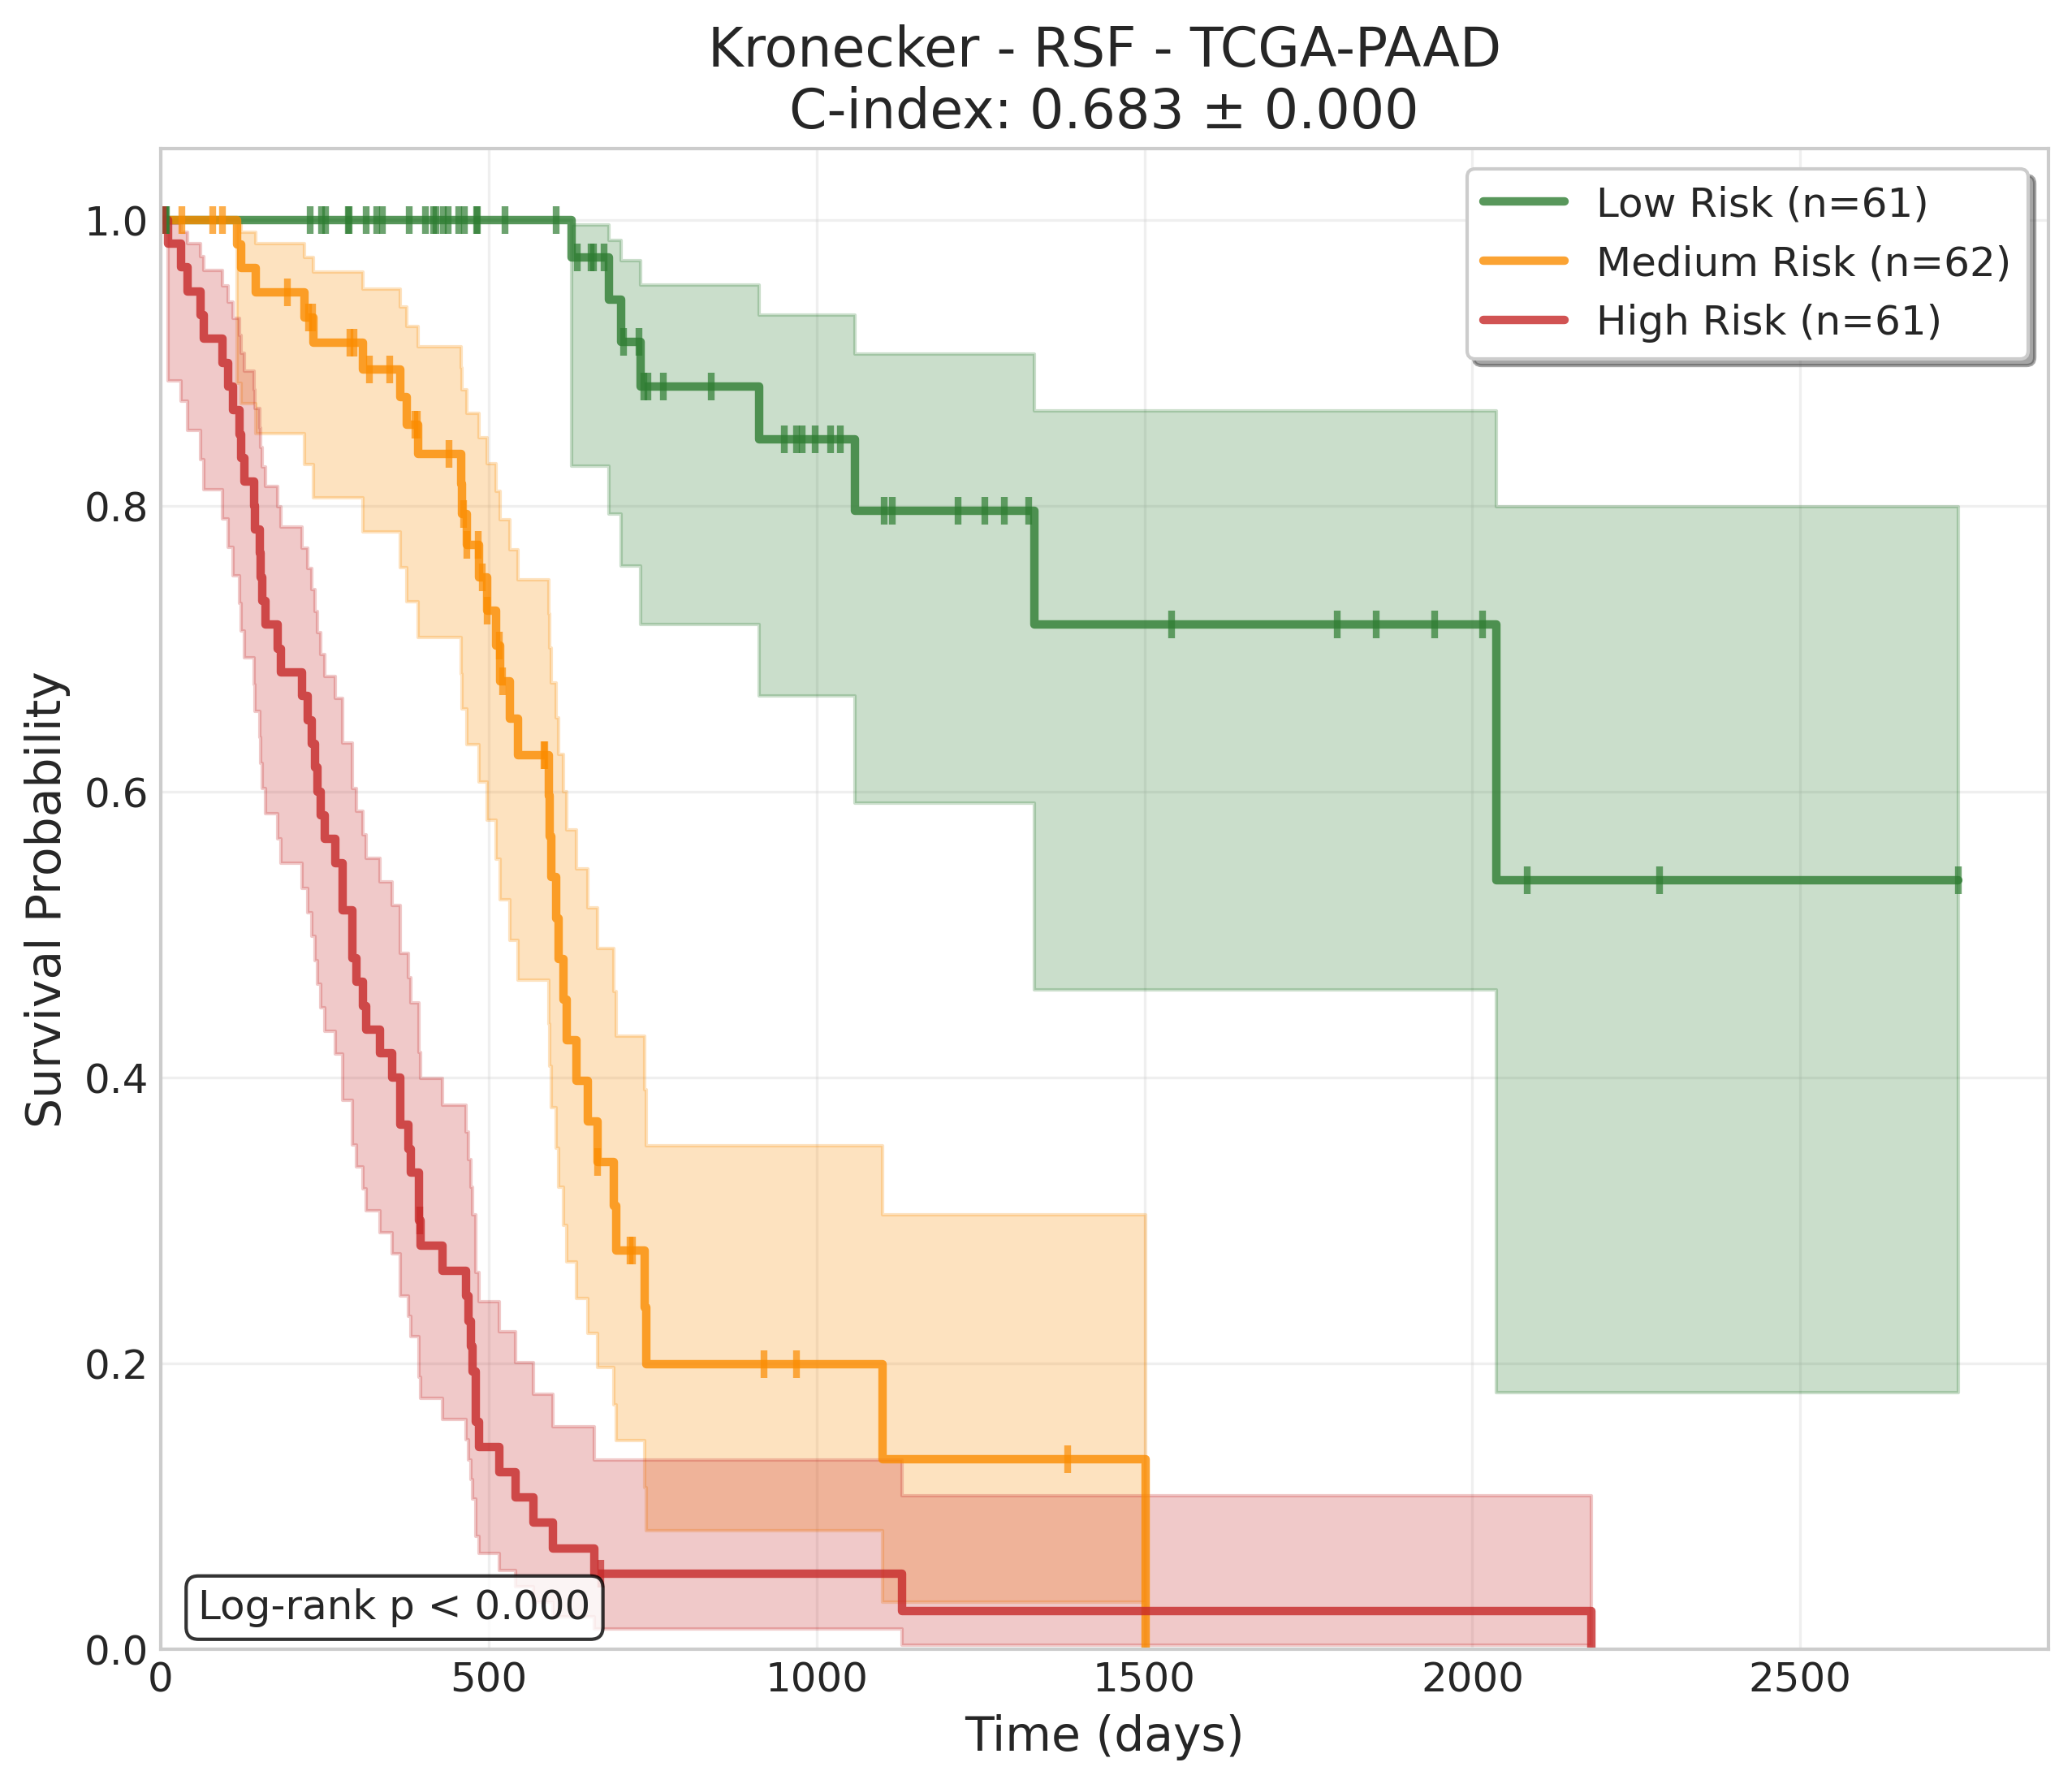 Kronecker - RSF - TCGA-PAAD
C-index: 0.683 ± 0.000
Low Risk (n=61)
Medium Risk (n=62)
High Risk (n=61)
Survival Probability
1.0
0.8
0.6
0.4
0.2
0.0
Log-rank p < 0.000
0 500 1000 1500 2000 2500
Time (days)